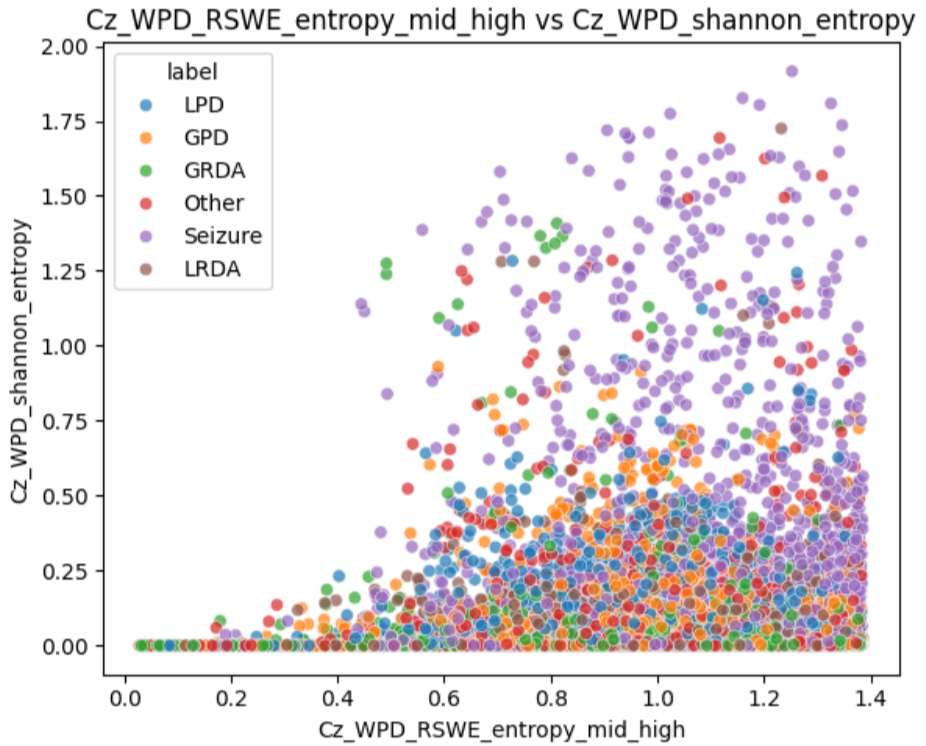 Cz_WPD_RSWE_entropy_mid_high vs Cz_WPD_shannon_entropy
label
LPD
GPD
GRDA
Other
Seizure
LRDA
Cz_WPD_shannon_entropy
2.00
1.75
1.50
1.25
1.00
0.75
0.50
0.25
0.00
0.0 0.2 0.4 0.6 0.8 1.0 1.2 1.4
Cz_WPD_RSWE_entropy_mid_high